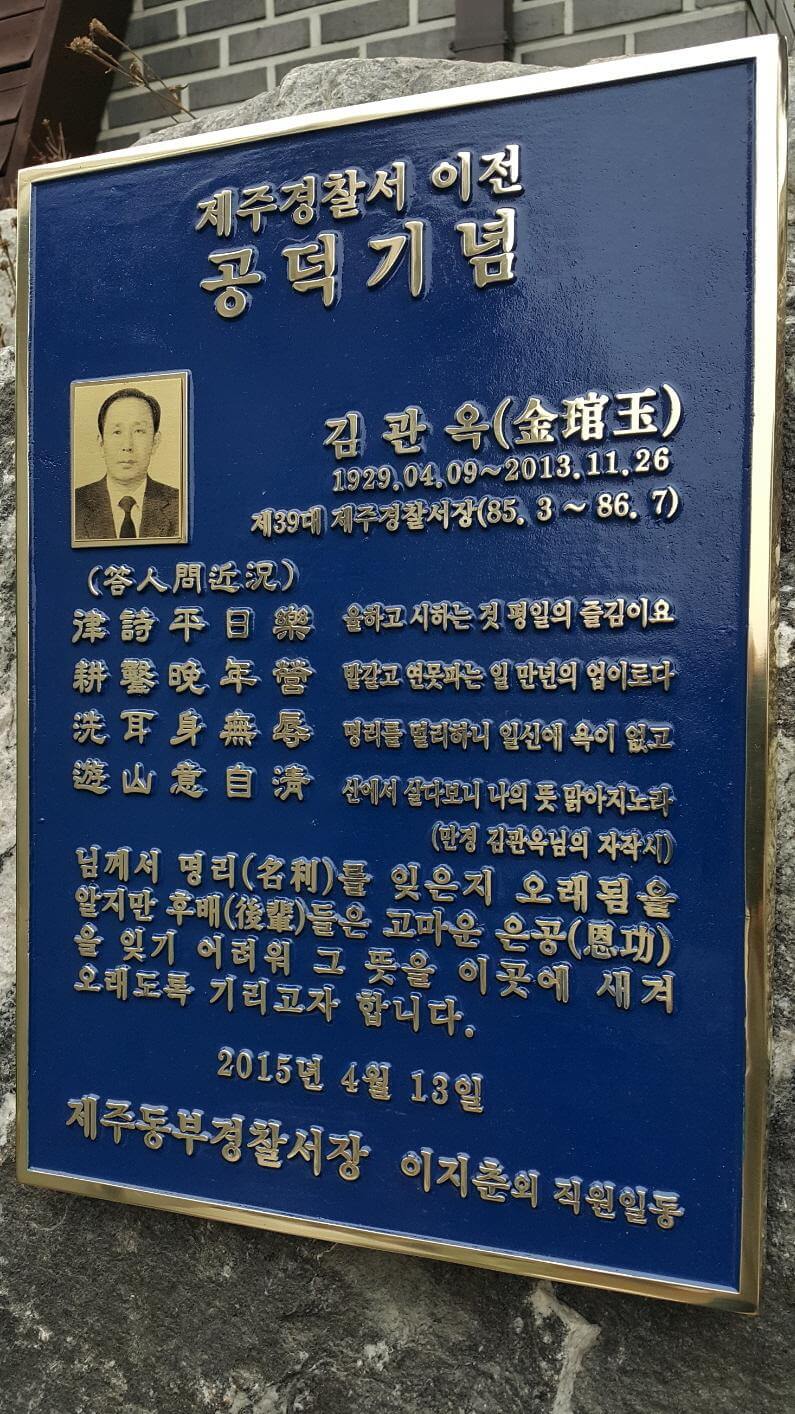 제주경찰서 이전
공덕기념
김관옥(金琯玉)
1929.04.09~2013.11.26
제39대 제주경찰서장(85. 3 ~ 86. 7)
(答人問近況)
律詩平日樂 율하고 시하는 것 평일의 즐김이요
耕鑿晩年營 밭갈고 연못파는 일 만년의 업이로다
洗耳身無辱 명리를 멀리하니 일신에 욕이 없고
遊山意自淸 산에서 살다보니 나의 뜻 맑아지노라
(만경 김관옥님의 자작시)
님께서 명리(名利)를 잊은지 오래됨을
알지만 후배(後輩)들은 고마운 은공(恩功)
을 잊기 어려워 그 뜻을 이곳에 새겨
오래도록 기리고자 합니다.
2015년 4월 13일
제주동부경찰서장 이지춘외 직원일동